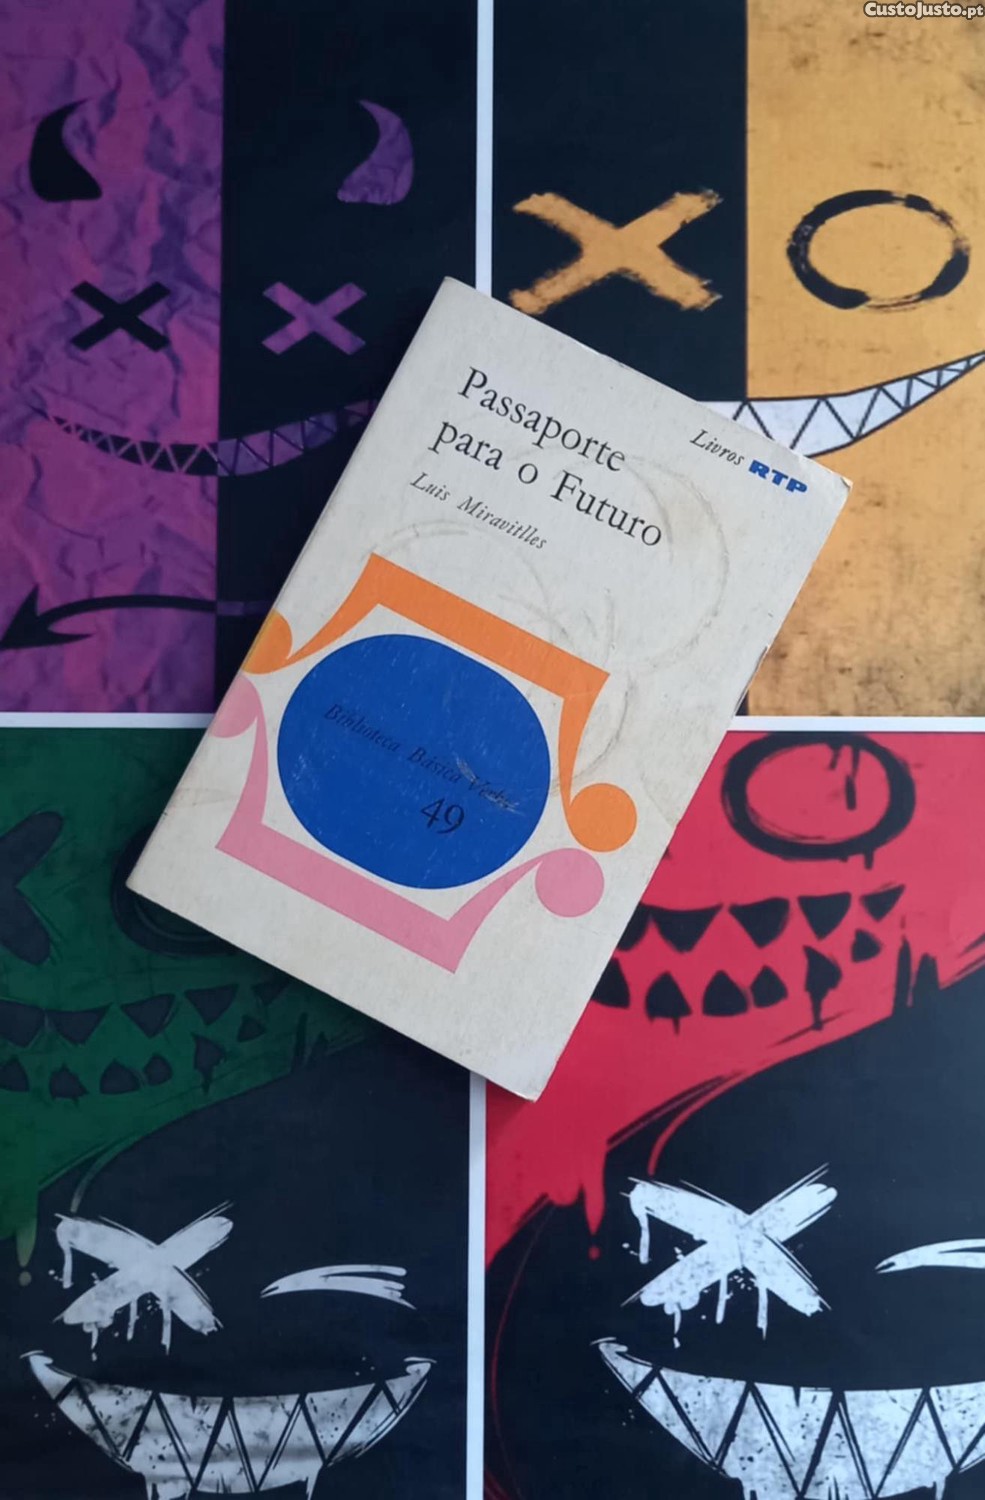 CustoJusto.pt
Passaporte
para o Futuro
Luis Miravitlles
Livros RTP
Biblioteca Básica Verbo
49